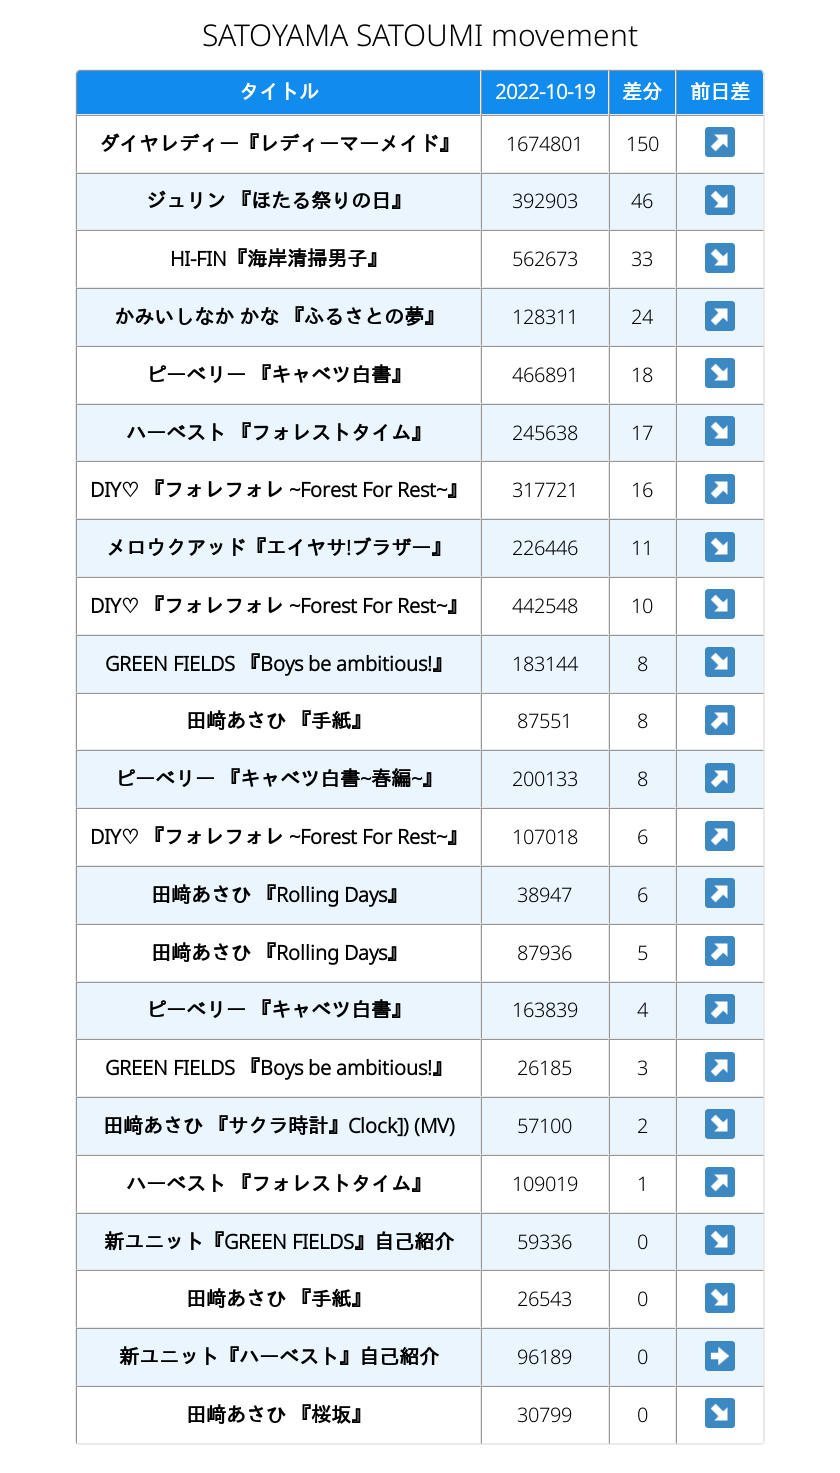 SATOYAMA SATOUMI movement
タイトル 2022-10-19 差分 前日差
ダイヤレディー『レディーマーメイド』 1674801 150 ↗
ジュリン 『ほたる祭りの日』 392903 46 ↘
HI-FIN『海岸清掃男子』 562673 33 ↘
かみいしなか かな 『ふるさとの夢』 128311 24 ↗
ピーベリー 『キャベツ白書』 466891 18 ↘
ハーベスト 『フォレストタイム』 245638 17 ↘
DIY♡ 『フォレフォレ ~Forest For Rest~』 317721 16 ↗
メロウクアッド『エイヤサ!ブラザー』 226446 11 ↘
DIY♡ 『フォレフォレ ~Forest For Rest~』 442548 10 ↘
GREEN FIELDS 『Boys be ambitious!』 183144 8 ↘
田﨑あさひ 『手紙』 87551 8 ↗
ピーベリー 『キャベツ白書~春編~』 200133 8 ↗
DIY♡ 『フォレフォレ ~Forest For Rest~』 107018 6 ↗
田﨑あさひ 『Rolling Days』 38947 6 ↗
田﨑あさひ 『Rolling Days』 87936 5 ↗
ピーベリー 『キャベツ白書』 163839 4 ↗
GREEN FIELDS 『Boys be ambitious!』 26185 3 ↗
田﨑あさひ 『サクラ時計』Clock]) (MV) 57100 2 ↘
ハーベスト 『フォレストタイム』 109019 1 ↗
新ユニット『GREEN FIELDS』自己紹介 59336 0 ↘
田﨑あさひ 『手紙』 26543 0 ↘
新ユニット『ハーベスト』自己紹介 96189 0 ➡
田﨑あさひ 『桜坂』 30799 0 ↘